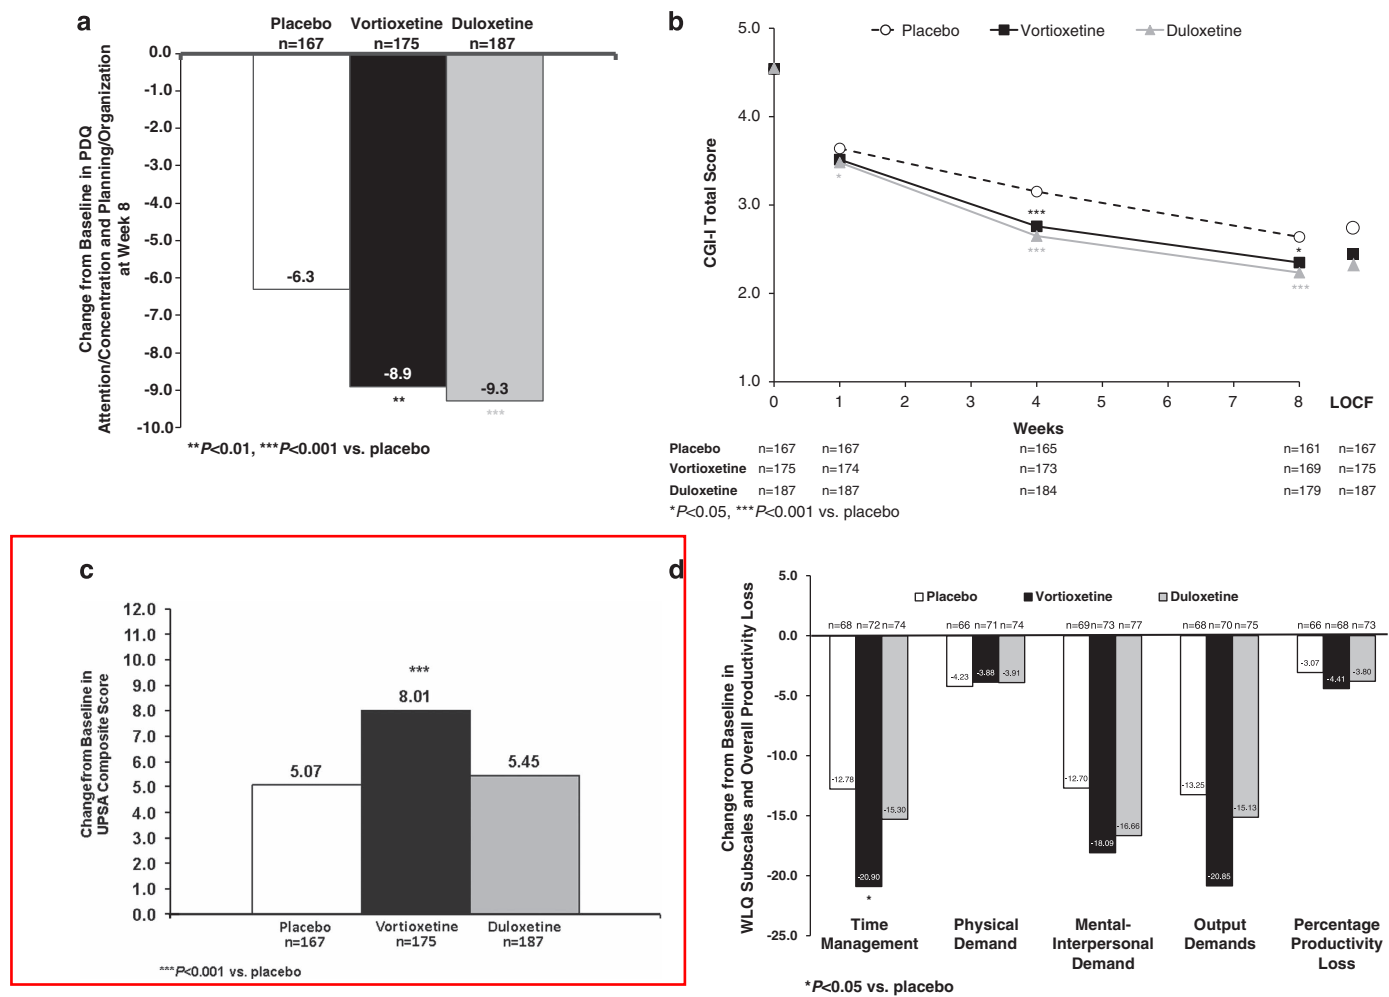 a
Placebo Vortioxetine Duloxetine
n=167 n=175 n=187
0.0
-1.0
-2.0
-3.0
-4.0
-5.0
-6.0
-7.0
-8.0
-9.0
-10.0
Change from Baseline in PDQ
Attention/Concentration and Planning/Organization
at Week 8
-6.3
-8.9
-9.3
**
***
**P<0.01, ***P<0.001 vs. placebo
b
Placebo Vortioxetine Duloxetine
5.0
4.0
3.0
2.0
1.0
CGI-I Total Score
*
***
***
*
***
0 1 2 3 4 5 6 7 8 LOCF
Weeks
Placebo n=167 n=167 n=165 n=161 n=167
Vortioxetine n=175 n=174 n=173 n=169 n=175
Duloxetine n=187 n=187 n=184 n=179 n=187
*P<0.05, ***P<0.001 vs. placebo
c
12.0
11.0
10.0
9.0
8.0
7.0
6.0
5.0
4.0
3.0
2.0
1.0
0.0
Change from Baseline in
UPSA Composite Score
***
5.07
8.01
5.45
Placebo Vortioxetine Duloxetine
n=167 n=175 n=187
***P<0.001 vs. placebo
d
5.0
0.0
-5.0
-10.0
-15.0
-20.0
-25.0
Change from Baseline in
WLQ Subscales and Overall Productivity Loss
Placebo Vortioxetine Duloxetine
n=68 n=72 n=74 n=66 n=71 n=74 n=69 n=73 n=77 n=68 n=70 n=75 n=66 n=68 n=73
-12.78 -20.90 -15.30
-4.23 -3.88 -3.91
-12.70 -18.09 -16.66
-13.25 -20.85 -15.13
-3.07 -4.41 -3.80
*
Time
Management
Physical
Demand
Mental-
Interpersonal
Demand
Output
Demands
Percentage
Productivity
Loss
*P<0.05 vs. placebo